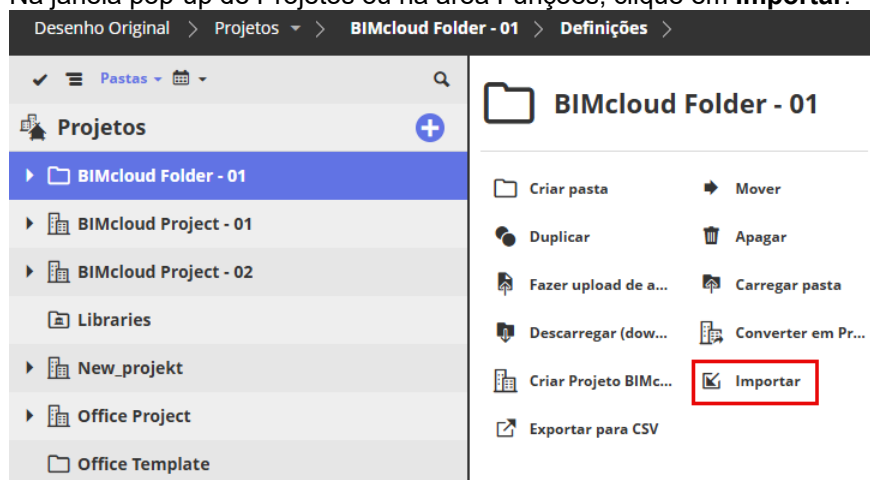 Na janela pop-up de Projetos ou na área Funções, clique em Importar.
Desenho Original > Projetos > BIMcloud Folder - 01 > Definições >
Pastas
Projetos
BIMcloud Folder - 01
BIMcloud Project - 01
BIMcloud Project - 02
Libraries
New_projekt
Office Project
Office Template
BIMcloud Folder - 01
Criar pasta
Mover
Duplicar
Apagar
Fazer upload de a...
Carregar pasta
Descarregar (dow...
Converter em Pr...
Criar Projeto BIMc...
Importar
Exportar para CSV